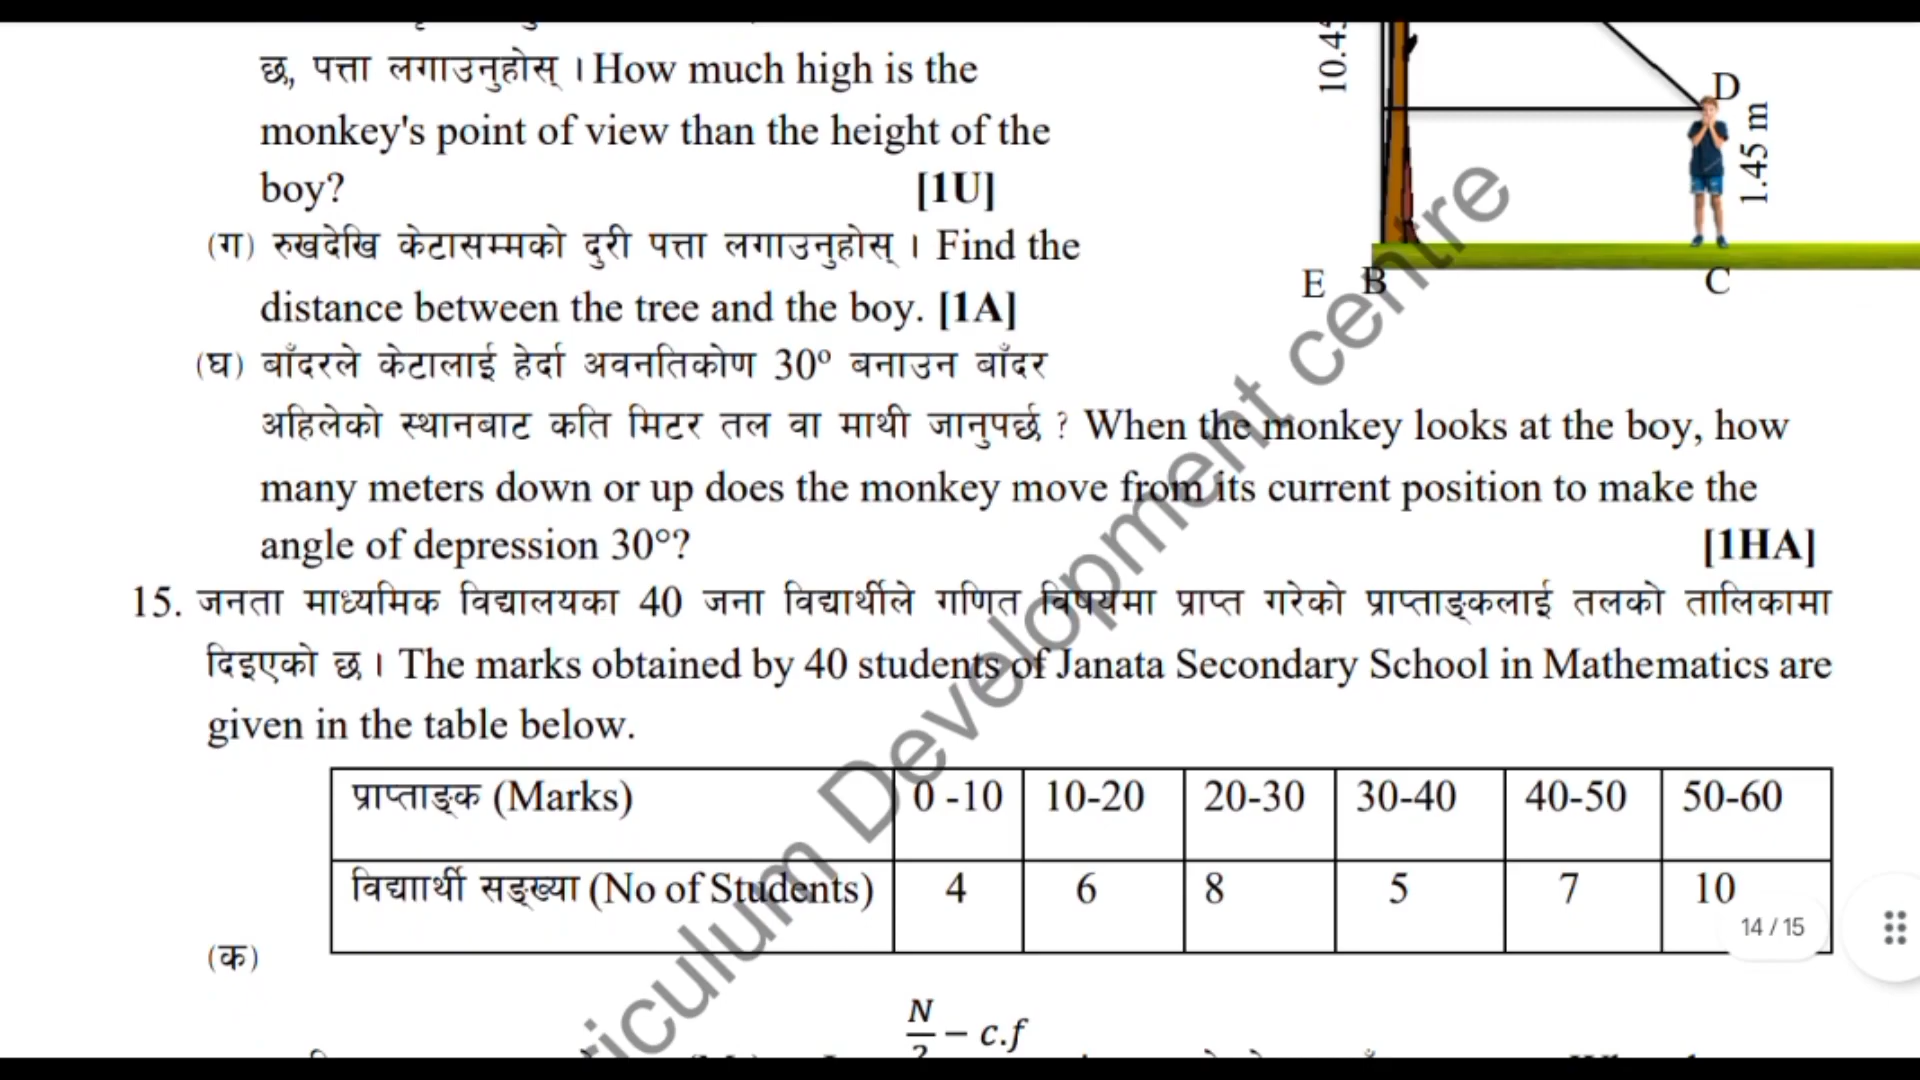 10.45
छ, पत्ता लगाउनुहोस् । How much high is the
monkey's point of view than the height of the
boy? [1U]
(ग) रुखदेखि केटासम्मको दुरी पत्ता लगाउनुहोस् । Find the
distance between the tree and the boy. [1A]
D
1.45 m
E B C
(घ) बाँदरले केटालाई हेर्दा अवनतिकोण 30° बनाउन बाँदर
अहिलेको स्थानबाट कति मिटर तल वा माथी जानुपर्छ ? When the monkey looks at the boy, how
many meters down or up does the monkey move from its current position to make the
angle of depression 30°? [1HA]
15. जनता माध्यमिक विद्यालयका 40 जना विद्यार्थीले गणित विषयमा प्राप्त गरेको प्राप्ताङ्कलाई तलको तालिकामा
दिइएको छ । The marks obtained by 40 students of Janata Secondary School in Mathematics are
given in the table below.
प्राप्ताङ्क (Marks) 0 -10 10-20 20-30 30-40 40-50 50-60
विद्याार्थी सङ्ख्या (No of Students) 4 6 8 5 7 10
14 / 15
(क)
N/2 − c.f
riculum Development centre